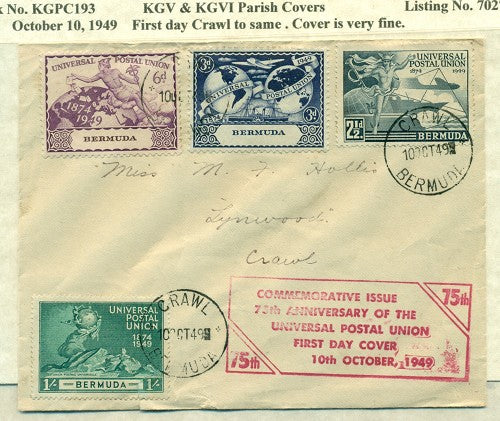 k No. KGPC193 KGV & KGVI Parish Covers Listing No. 702
October 10, 1949 First day Crawl to same . Cover is very fine.
6d
1874
1949
BERMUDA
UNIVERSAL POSTAL UNION
1949
1874
3d 3d
BERMUDA
UNIVERSAL
POSTAL UNION
1874 1949
2½d BERMUDA
CRAWL
10 OCT 49
BERMUDA
Miss M. F. Hollis
"Lynwood"
Crawl
UNIVERSAL
POSTAL
UNION
1874
1949
1/- BERMUDA 1/-
CRAWL
10 OCT 49
BERMUDA
75th
COMMEMORATIVE ISSUE
75th ANNIVERSARY OF THE
UNIVERSAL POSTAL UNION
FIRST DAY COVER,
75th 10th OCTOBER, 1949